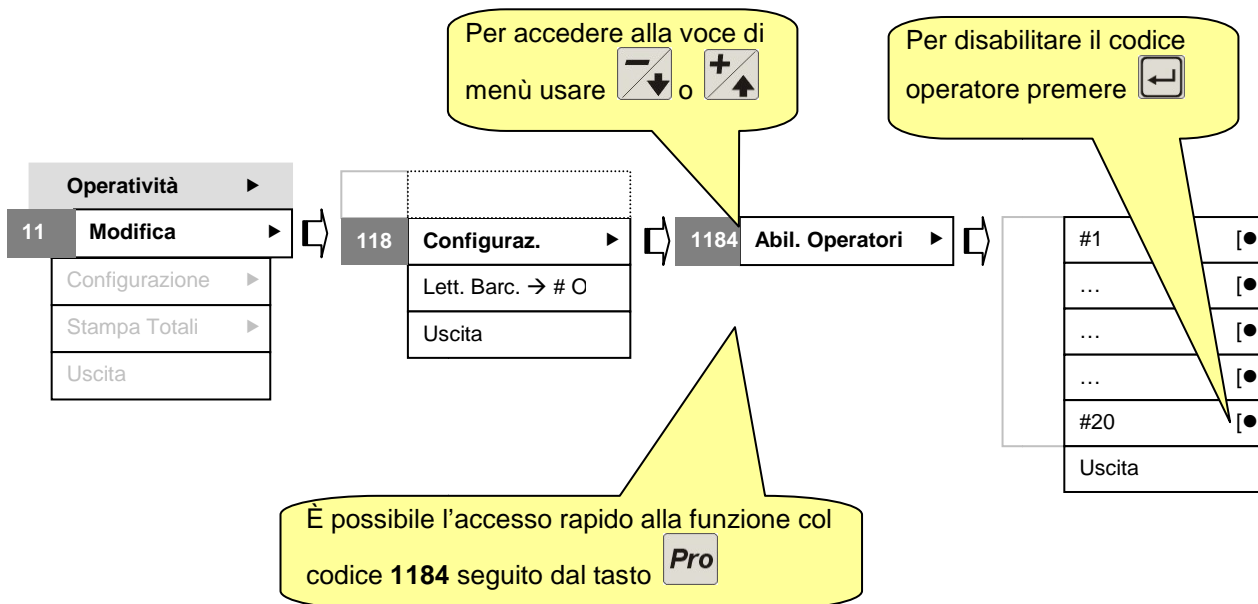 Per accedere alla voce di
menù usare o
Per disabilitare il codice
operatore premere
Operatività ►
11 Modifica ►
Configurazione ►
Stampa Totali ►
Uscita
118 Configuraz. ►
Lett. Barc. → # O
Uscita
1184 Abil. Operatori ►
#1 [●
… [●
… [●
… [●
#20 [●
Uscita
È possibile l’accesso rapido alla funzione col
codice 1184 seguito dal tasto Pro